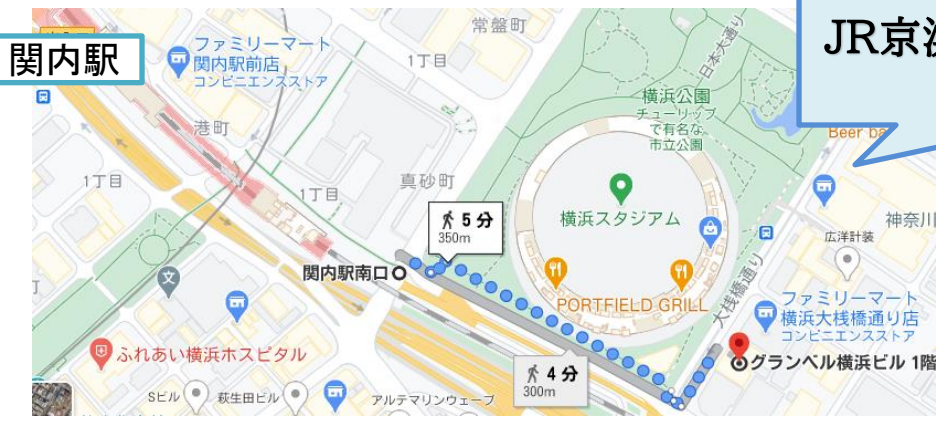 関内駅
ファミリーマート
関内駅前店
コンビニエンスストア
常盤町
1丁目
港町
1丁目
1丁目
真砂町
5 分
350m
関内駅南口
横浜公園
チューリップ
で有名な
市立公園
日本大通り
JR京
Beer ba
横浜スタジアム
PORTFIELD GRILL
大桟橋通り
神奈川
広洋計装
ファミリーマート
横浜大桟橋通り店
コンビニエンスストア
グランベル横浜ビル 1階
4 分
300m
文
ふれあい横浜ホスピタル
Sビル
萩生田ビル
アルテマリンウェーブ